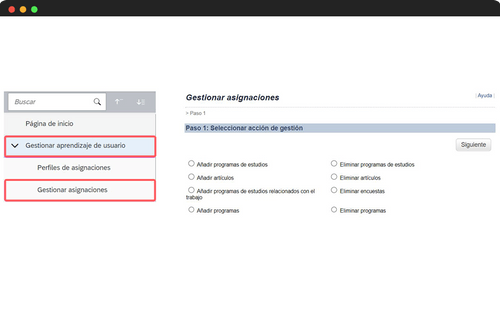 Buscar
Página de inicio
Gestionar aprendizaje de usuario
Perfiles de asignaciones
Gestionar asignaciones
Gestionar asignaciones
| Ayuda |
> Paso 1
Paso 1: Seleccionar acción de gestión
Siguiente
Añadir programas de estudios
Eliminar programas de estudios
Añadir artículos
Eliminar artículos
Añadir programas de estudios relacionados con el
trabajo
Eliminar encuestas
Añadir programas
Eliminar programas